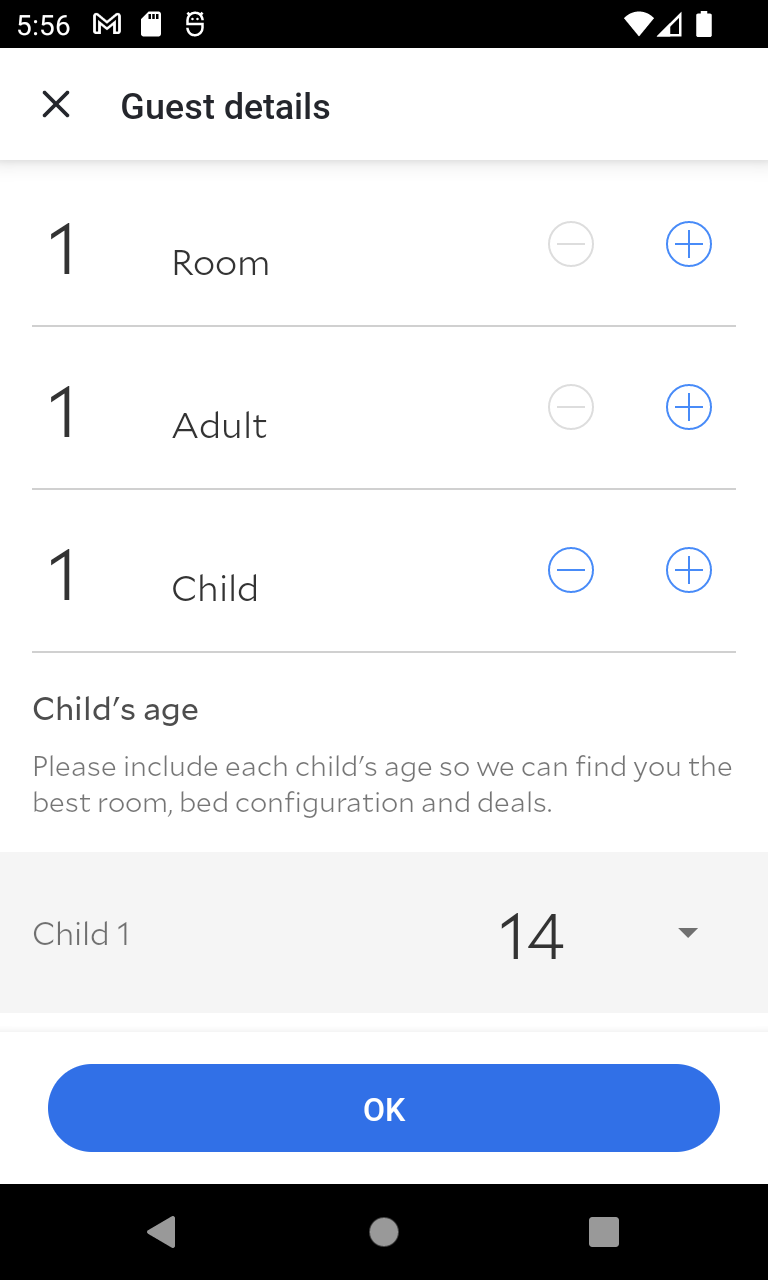 5:56
Guest details
1 Room
1 Adult
1 Child
Child's age
Please include each child's age so we can find you the
best room, bed configuration and deals.
Child 1 14
OK